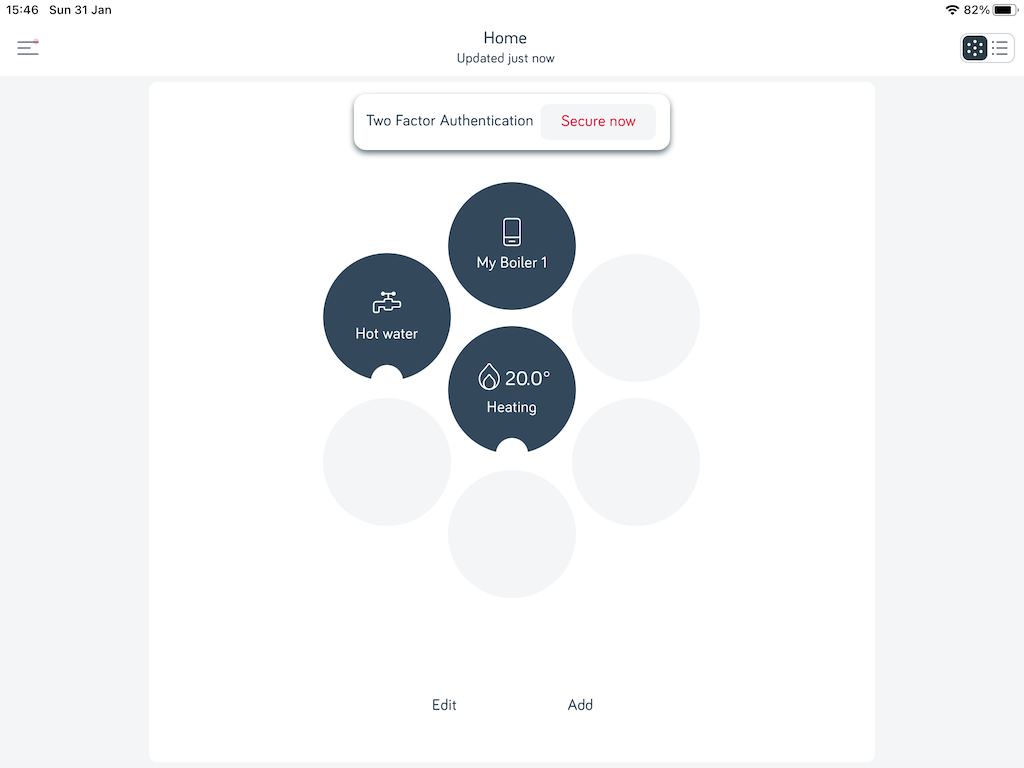 15:46 Sun 31 Jan
82%
Home
Updated just now
Two Factor Authentication Secure now
My Boiler 1
Hot water
20.0°
Heating
Edit Add